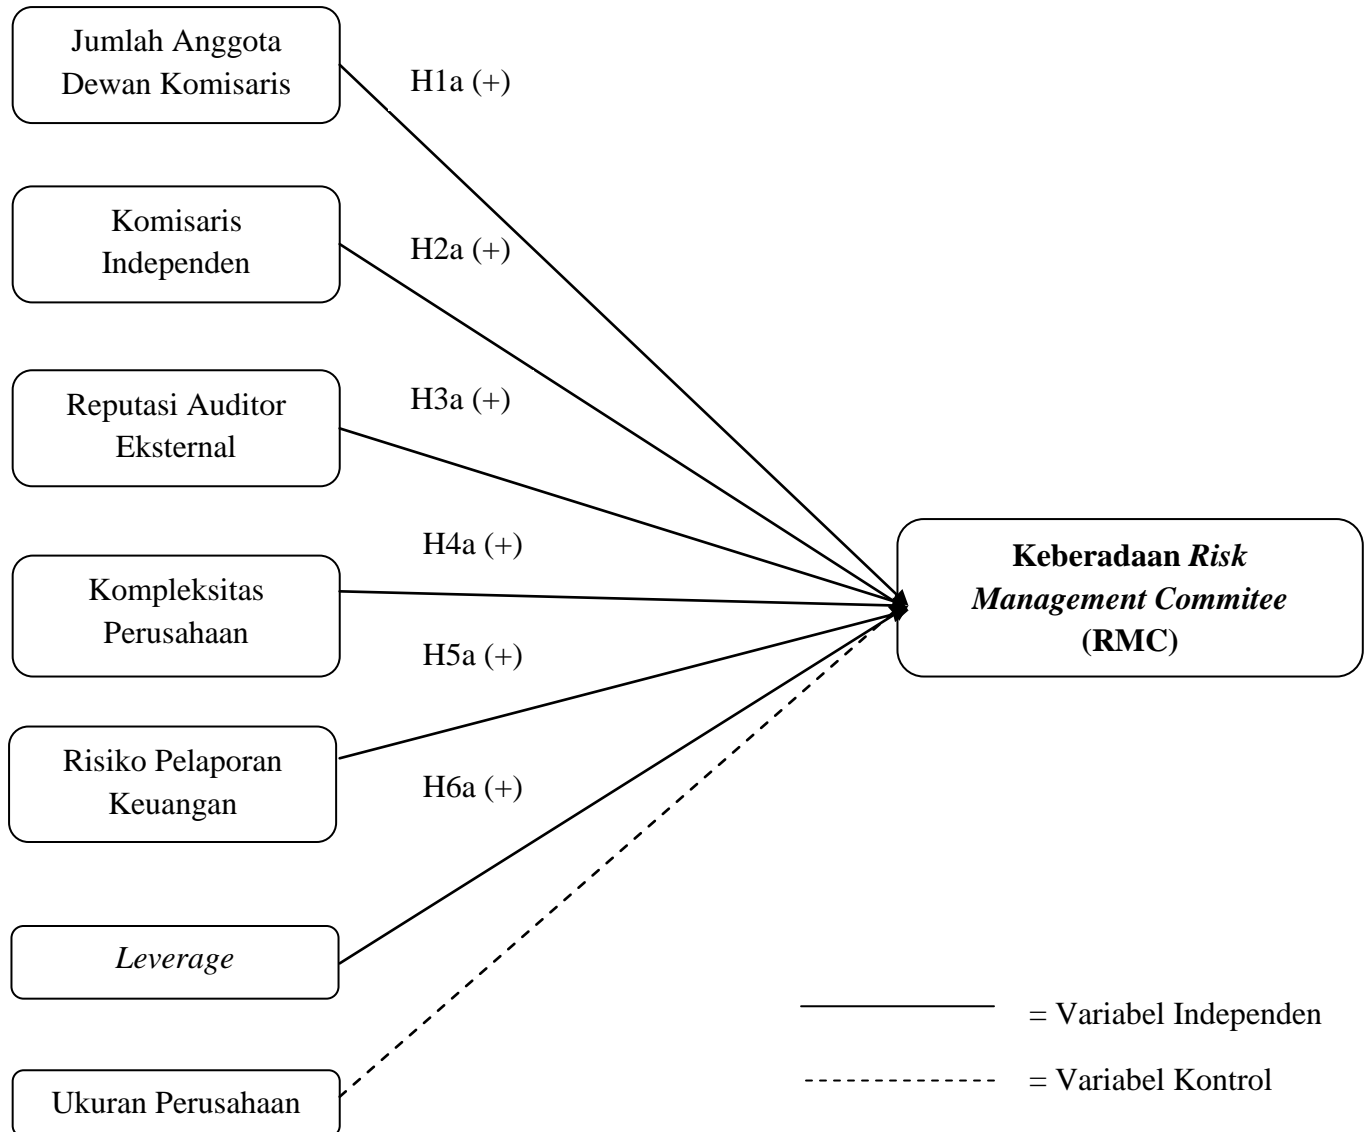 Jumlah Anggota
Dewan Komisaris
H1a (+)
Komisaris
Independen
H2a (+)
Reputasi Auditor
Eksternal
H3a (+)
Kompleksitas
Perusahaan
H4a (+)
Risiko Pelaporan
Keuangan
H5a (+)
Leverage
H6a (+)
Ukuran Perusahaan
Keberadaan Risk
Management Commitee
(RMC)
= Variabel Independen
= Variabel Kontrol